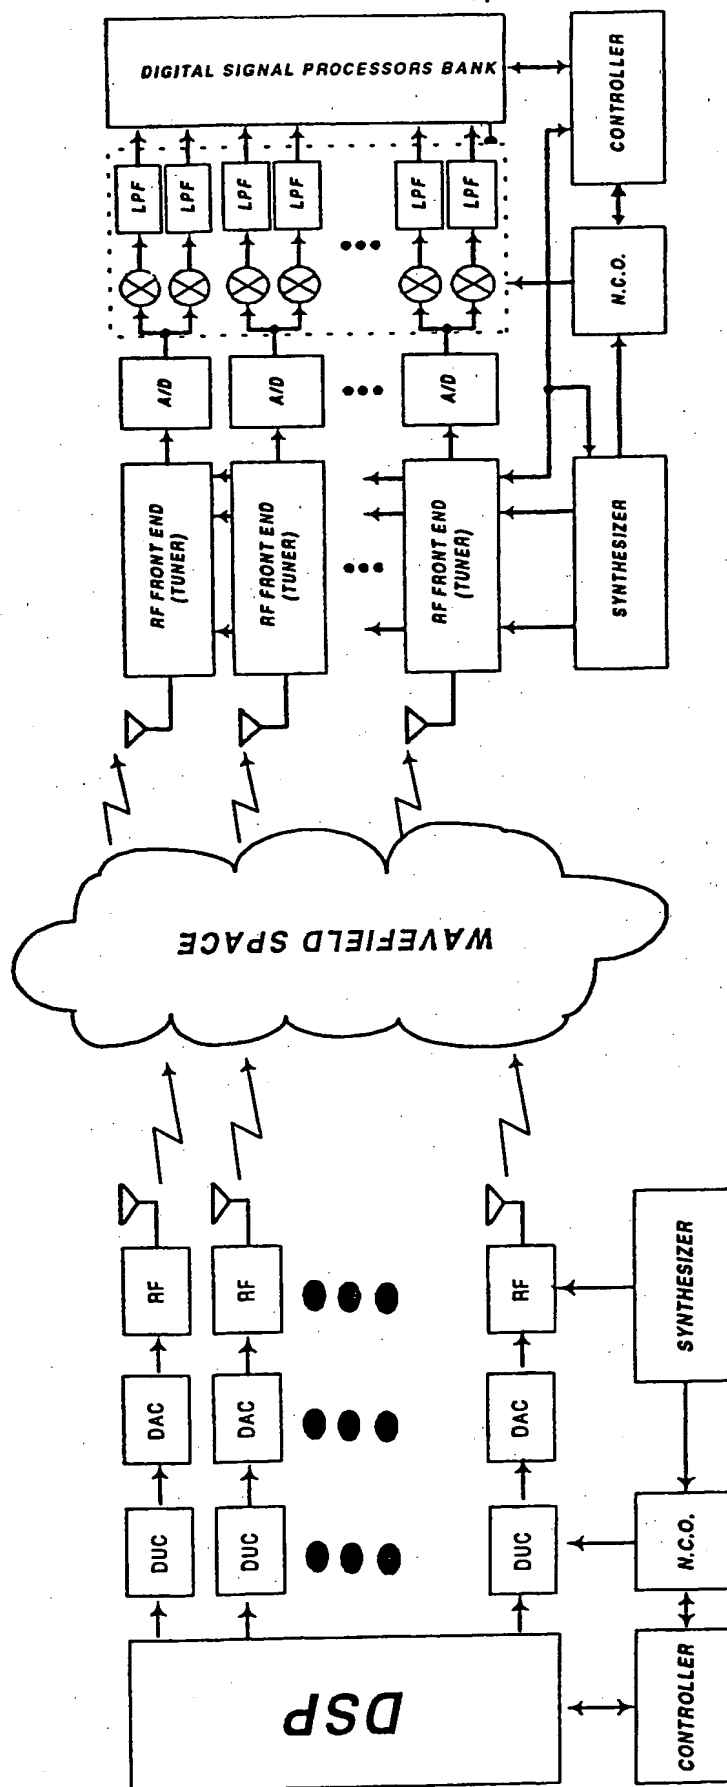 DSP
DUC
DAC
RF
DUC
DAC
RF
DUC
DAC
RF
CONTROLLER
N.C.O.
SYNTHESIZER
WAVEFIELD SPACE
RF FRONT END
(TUNER)
A/D
LPF
LPF
RF FRONT END
(TUNER)
A/D
LPF
LPF
RF FRONT END
(TUNER)
A/D
LPF
LPF
DIGITAL SIGNAL PROCESSORS BANK
SYNTHESIZER
N.C.O.
CONTROLLER